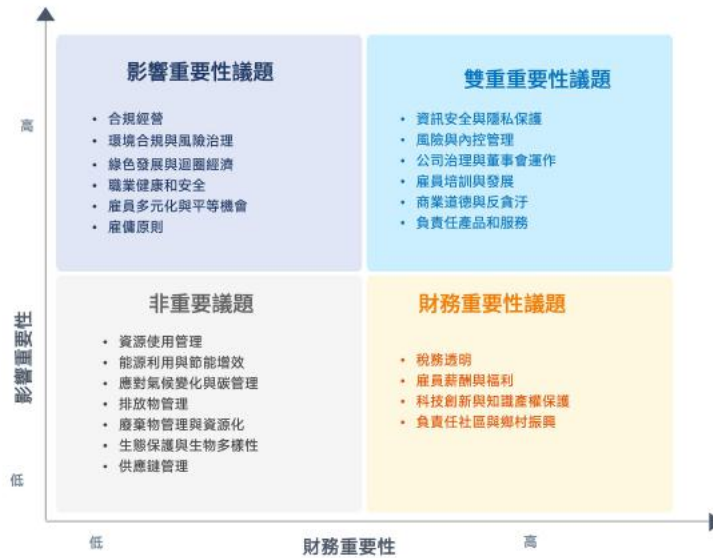 影響重要性議題
• 合規經營
• 環境合規與風險治理
• 綠色發展與迴圈經濟
• 職業健康和安全
• 雇員多元化與平等機會
• 雇傭原則
雙重重要性議題
• 資訊安全與隱私保護
• 風險與內控管理
• 公司治理與董事會運作
• 雇員培訓與發展
• 商業道德與反貪汙
• 負責任產品和服務
非重要議題
• 資源使用管理
• 能源利用與節能增效
• 應對氣候變化與碳管理
• 排放物管理
• 廢棄物管理與資源化
• 生態保護與生物多樣性
• 供應鏈管理
財務重要性議題
• 稅務透明
• 雇員薪酬與福利
• 科技創新與知識產權保護
• 負責任社區與鄉村振興
高
影響重要性
低
低
財務重要性
高